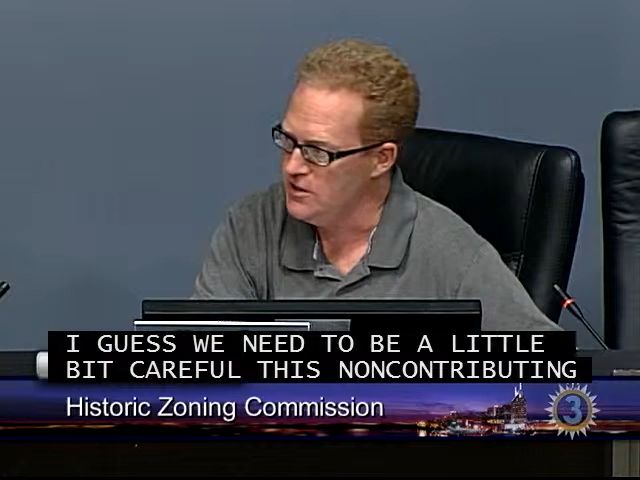 I GUESS WE NEED TO BE A LITTLE
BIT CAREFUL THIS NONCONTRIBUTING
Historic Zoning Commission
3